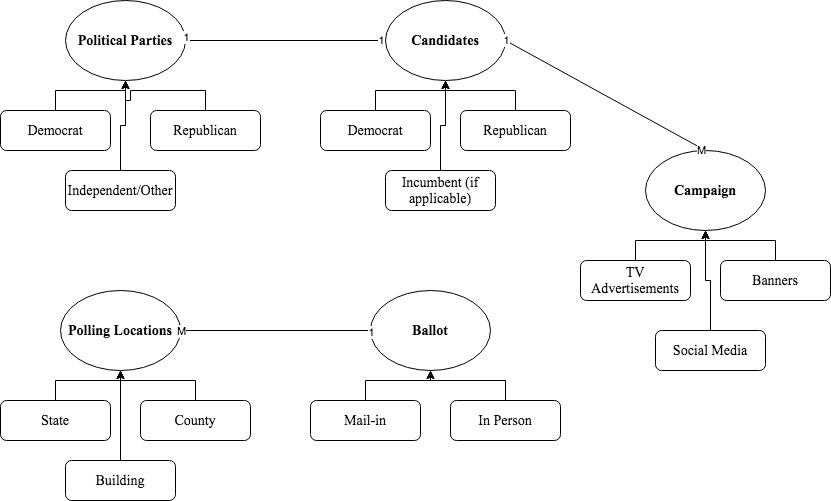 Political Parties
1
1
Candidates
1
Democrat
Republican
Democrat
Republican
Independent/Other
Incumbent (if
applicable)
M
Campaign
TV
Advertisements
Banners
Social Media
Polling Locations
M
1
Ballot
State
County
Mail-in
In Person
Building